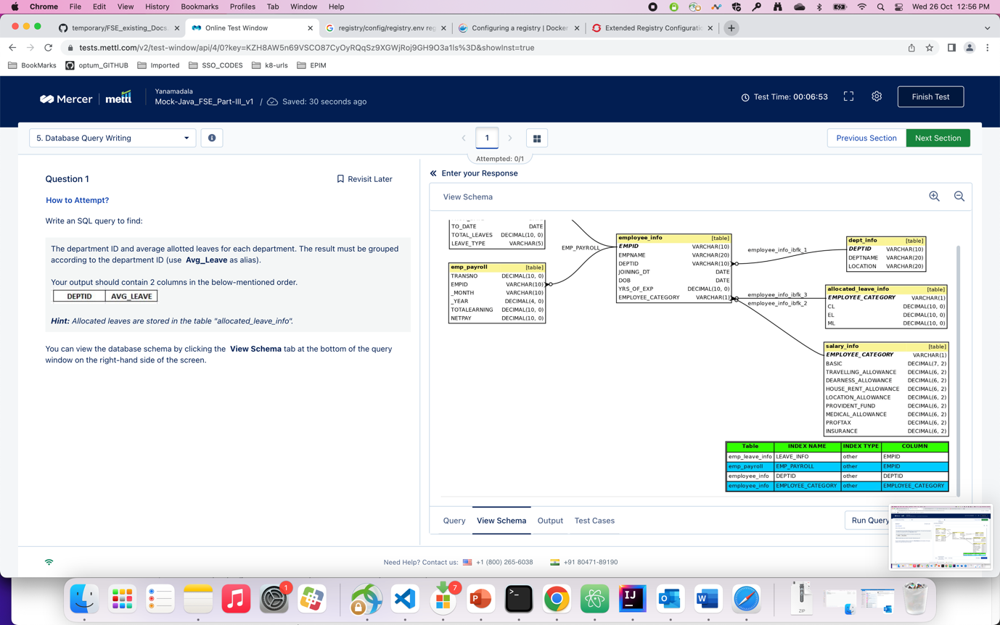 Chrome File Edit View History Bookmarks Profiles Tab Window Help Wed 26 Oct 12:56 PM
temporary/FSE_existing_Docs
Online Test Window
registry/config/registry.env reg
Configuring a registry | Docker
Extended Registry Configuratio
tests.mettl.com/v2/test-window/api/4/0?key=KZH8AW5n69VSCO87CyOyRQqSz9XGWjRoj9GH9O3a1ls%3D&showInst=true
BookMarks optum_GITHUB Imported SSO_CODES k8-urls EPIM
Mercer mettl
Yanamadala
Mock-Java_FSE_Part-III_v1 / Saved: 30 seconds ago
Test Time: 00:06:53
Finish Test
5. Database Query Writing
1
Attempted: 0/1
Previous Section
Next Section
Question 1
Revisit Later
How to Attempt?
Write an SQL query to find:
The department ID and average allotted leaves for each department. The result must be grouped
according to the department ID (use Avg_Leave as alias).
Your output should contain 2 columns in the below-mentioned order.
DEPTID AVG_LEAVE
Hint: Allocated leaves are stored in the table "allocated_leave_info".
You can view the database schema by clicking the View Schema tab at the bottom of the query
window on the right-hand side of the screen.
Enter your Response
View Schema
TO_DATE DATE
TOTAL_LEAVES DECIMAL(10, 0)
LEAVE_TYPE VARCHAR(5)
EMP_PAYROLL
emp_payroll [table]
TRANSNO DECIMAL(10, 0)
EMPID VARCHAR(10)
_MONTH VARCHAR(10)
_YEAR DECIMAL(4, 0)
TOTALEARNING DECIMAL(10, 0)
NETPAY DECIMAL(10, 0)
employee_info [table]
EMPID VARCHAR(10)
EMPNAME VARCHAR(20)
DEPTID VARCHAR(10)
JOINING_DT DATE
DOB DATE
YRS_OF_EXP DECIMAL(10, 0)
EMPLOYEE_CATEGORY VARCHAR(1)
employee_info_ibfk_1
employee_info_ibfk_3
employee_info_ibfk_2
dept_info [table]
DEPTID VARCHAR(10)
DEPTNAME VARCHAR(20)
LOCATION VARCHAR(20)
allocated_leave_info [table]
EMPLOYEE_CATEGORY VARCHAR(1)
CL DECIMAL(10, 0)
EL DECIMAL(10, 0)
ML DECIMAL(10, 0)
salary_info [table]
EMPLOYEE_CATEGORY VARCHAR(1)
BASIC DECIMAL(7, 2)
TRAVELLING_ALLOWANCE DECIMAL(6, 2)
DEARNESS_ALLOWANCE DECIMAL(6, 2)
HOUSE_RENT_ALLOWANCE DECIMAL(6, 2)
LOCATION_ALLOWANCE DECIMAL(6, 2)
PROVIDENT_FUND DECIMAL(6, 2)
MEDICAL_ALLOWANCE DECIMAL(6, 2)
PROFTAX DECIMAL(6, 2)
INSURANCE DECIMAL(6, 2)
Table INDEX NAME INDEX TYPE COLUMN
emp_leave_info LEAVE_INFO other EMPID
emp_payroll EMP_PAYROLL other EMPID
employee_info DEPTID other DEPTID
employee_info EMPLOYEE_CATEGORY other EMPLOYEE_CATEGORY
Query View Schema Output Test Cases
Run Query
Need Help? Contact us: +1 (800) 265-6038 +91 80471-89190
1
7
ZIP